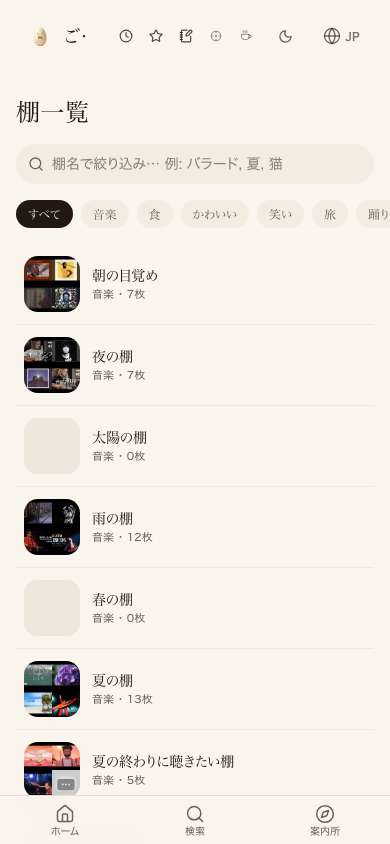 ご·
JP
棚一覧
棚名で絞り込み… 例: バラード, 夏, 猫
すべて 音楽 食 かわいい 笑い 旅 踊り
朝の目覚め
音楽・7枚
夜の棚
音楽・7枚
太陽の棚
音楽・0枚
雨の棚
音楽・12枚
春の棚
音楽・0枚
夏の棚
音楽・13枚
夏の終わりに聴きたい棚
音楽・5枚
ホーム 検索 案内所